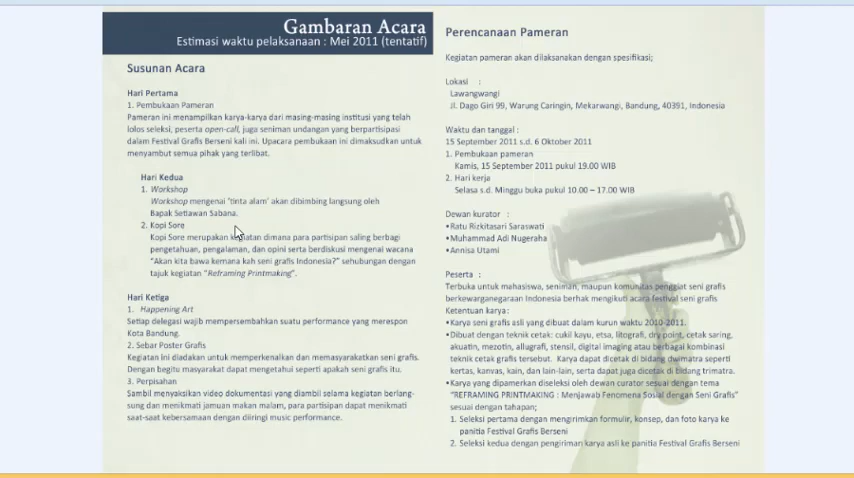 Gambaran Acara
Estimasi waktu pelaksanaan : Mei 2011 (tentatif)
Susunan Acara
Hari Pertama
1. Pembukaan Pameran
Pameran ini menampilkan karya-karya dari masing-masing institusi yang telah
lolos seleksi, peserta open-call, juga seniman undangan yang berpartisipasi
dalam Festival Grafis Berseni kali ini. Upacara pembukaan ini dimaksudkan untuk
menyambut semua pihak yang terlibat.
Hari Kedua
1. Workshop
Workshop mengenai 'tinta alam' akan dibimbing langsung oleh
Bapak Setiawan Sabana.
2. Kopi Sore
Kopi Sore merupakan kegiatan dimana para partisipan saling berbagi
pengetahuan, pengalaman, dan opini serta berdiskusi mengenai wacana
"Akan kita bawa kemana kah seni grafis Indonesia?" sehubungan dengan
tajuk kegiatan "Reframing Printmaking".
Hari Ketiga
1. Happening Art
Setiap delegasi wajib mempersembahkan suatu performance yang merespon
Kota Bandung.
2. Sebar Poster Grafis
Kegiatan ini diadakan untuk memperkenalkan dan memasyarakatkan seni grafis.
Dengan begitu masyarakat dapat mengetahui seperti apakah seni grafis itu.
3. Perpisahan
Sambil menyaksikan video dokumentasi yang diambil selama kegiatan berlang-
sung dan menikmati jamuan makan malam, para partisipan dapat menikmati
saat-saat kebersamaan dengan diiringi music performance.
Perencanaan Pameran
Kegiatan pameran akan dilaksanakan dengan spesifikasi;
Lokasi :
Lawangwangi
Jl. Dago Giri 99, Warung Caringin, Mekarwangi, Bandung, 40391, Indonesia
Waktu dan tanggal :
15 September 2011 s.d. 6 Oktober 2011
1. Pembukaan pameran
Kamis, 15 September 2011 pukul 19.00 WIB
2. Hari kerja
Selasa s.d. Minggu buka pukul 10.00 – 17.00 WIB
Dewan kurator :
•Ratu Rizkitasari Saraswati
•Muhammad Adi Nugeraha
•Annisa Utami
Peserta :
Terbuka untuk mahasiswa, seniman, maupun komunitas penggiat seni grafis
berkewarganegaraan Indonesia berhak mengikuti acara festival seni grafis
Ketentuan karya :
•Karya seni grafis asli yang dibuat dalam kurun waktu 2010-2011.
•Dibuat dengan teknik cetak: cukil kayu, etsa, litografi, dry point, cetak saring,
akuatin, mezotin, allugrafi, stensil, digital imaging atau berbagai kombinasi
teknik cetak grafis tersebut. Karya dapat dicetak di bidang dwimatra seperti
kertas, kanvas, kain, dan lain-lain, serta dapat juga dicetak di bidang trimatra.
•Karya yang dipamerkan diseleksi oleh dewan curator sesuai dengan tema
"REFRAMING PRINTMAKING : Menjawab Fenomena Sosial dengan Seni Grafis"
sesuai dengan tahapan;
1. Seleksi pertama dengan mengirimkan formulir, konsep, dan foto karya ke
panitia Festival Grafis Berseni
2. Seleksi kedua dengan pengiriman karya asli ke panitia Festival Grafis Berseni